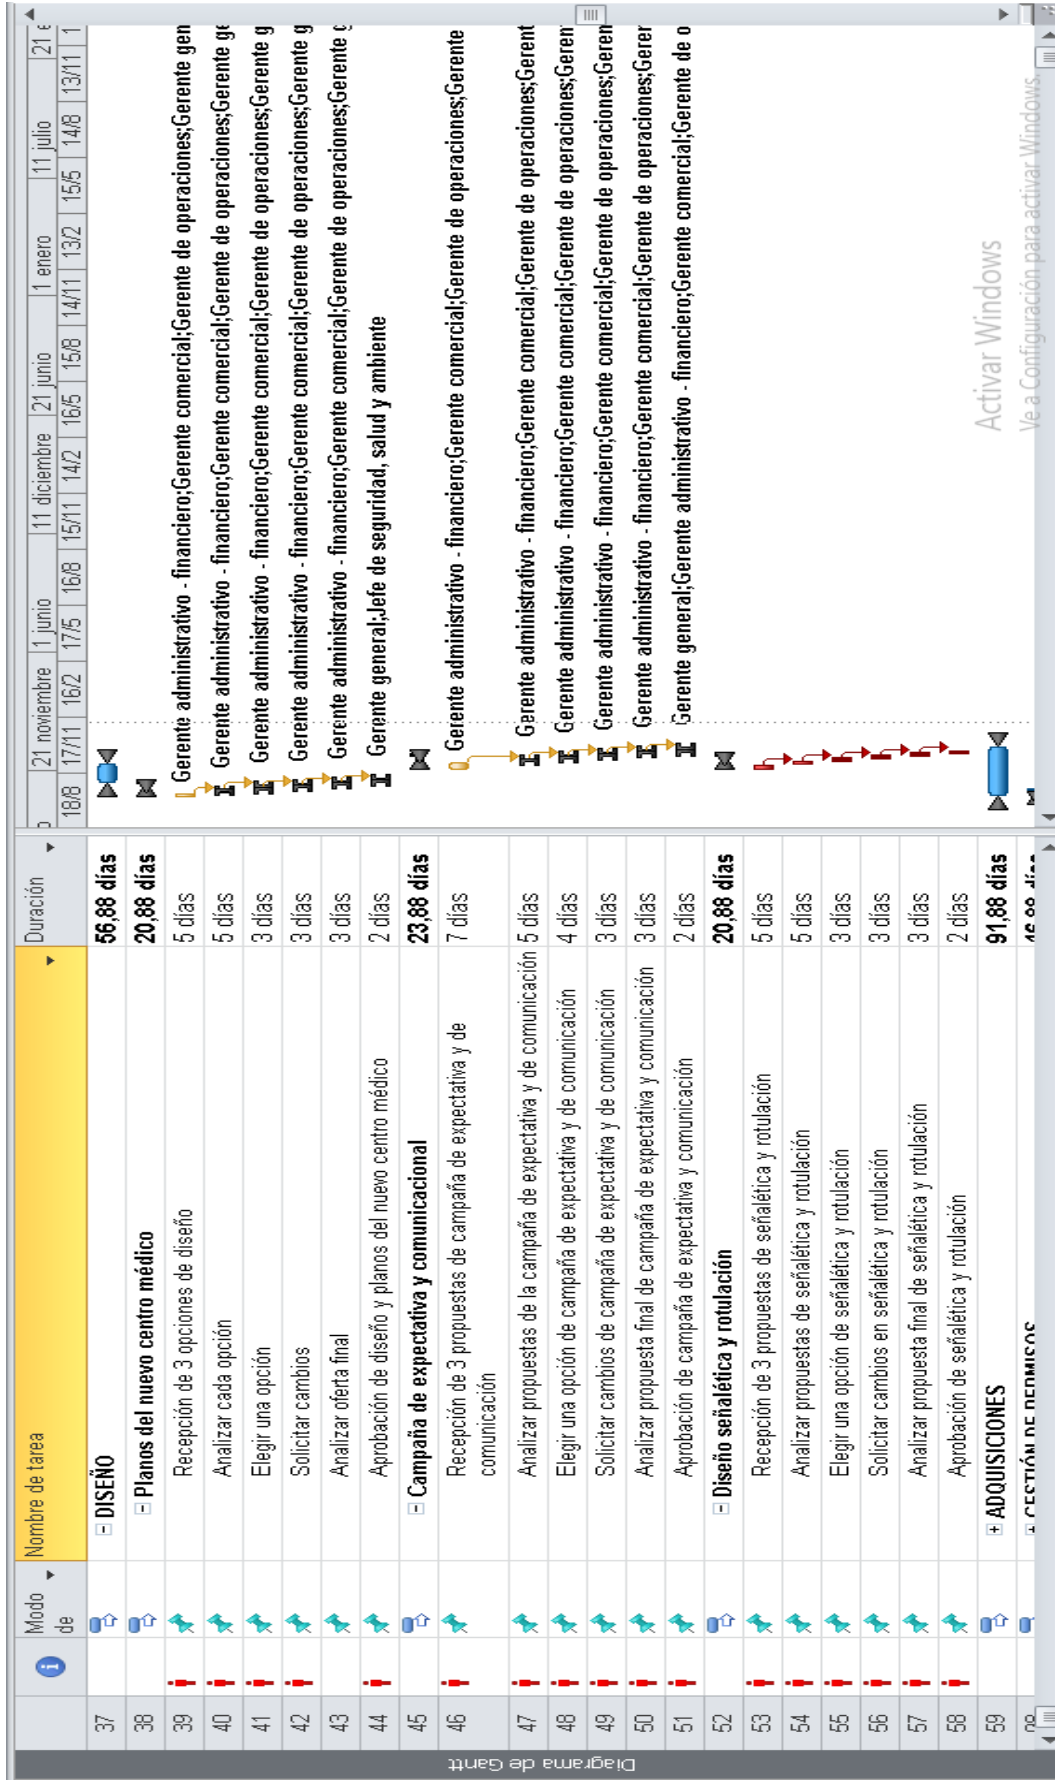 Modo de
Nombre de tarea
Duración
21 noviembre
1 junio
11 diciembre
21 junio
1 enero
11 julio
21 e
18/8 17/11 16/2 17/5 16/8 15/11 14/2 16/5 15/8 14/11 13/2 15/5 14/8 13/11 1
37 DISEÑO 56,88 días
38 Planos del nuevo centro médico 20,88 días
39 Recepción de 3 opciones de diseño 5 días Gerente administrativo - financiero;Gerente comercial;Gerente de operaciones;Gerente gen
40 Analizar cada opción 5 días Gerente administrativo - financiero;Gerente comercial;Gerente de operaciones;Gerente ge
41 Elegir una opción 3 días Gerente administrativo - financiero;Gerente comercial;Gerente de operaciones;Gerente g
42 Solicitar cambios 3 días Gerente administrativo - financiero;Gerente comercial;Gerente de operaciones;Gerente g
43 Analizar oferta final 3 días Gerente administrativo - financiero;Gerente comercial;Gerente de operaciones;Gerente g
44 Aprobación de diseño y planos del nuevo centro médico 2 días Gerente general;Jefe de seguridad, salud y ambiente
45 Campaña de expectativa y comunicacional 23,88 días
46 Recepción de 3 propuestas de campaña de expectativa y de 7 días Gerente administrativo - financiero;Gerente comercial;Gerente de operaciones;Gerente
comunicación
47 Analizar propuestas de la campaña de expectativa y de comunicación 5 días Gerente administrativo - financiero;Gerente comercial;Gerente de operaciones;Gerent
48 Elegir una opción de campaña de expectativa y de comunicación 4 días Gerente administrativo - financiero;Gerente comercial;Gerente de operaciones;Geren
49 Solicitar cambios de campaña de expectativa y de comunicación 3 días Gerente administrativo - financiero;Gerente comercial;Gerente de operaciones;Geren
50 Analizar propuesta final de campaña de expectativa y comunicación 3 días Gerente administrativo - financiero;Gerente comercial;Gerente de operaciones;Gerer
51 Aprobación de campaña de expectativa y comunicación 2 días Gerente general;Gerente administrativo - financiero;Gerente comercial;Gerente de o
52 Diseño señalética y rotulación 20,88 días
53 Recepción de 3 propuestas de señalética y rotulación 5 días
54 Analizar propuestas de señalética y rotulación 5 días
55 Elegir una opción de señalética y rotulación 3 días
56 Solicitar cambios en señalética y rotulación 3 días
57 Analizar propuesta final de señalética y rotulación 3 días
58 Aprobación de señalética y rotulación 2 días
59 ADQUISICIONES 91,88 días
GESTIÓN DE PERMISOS días
Diagrama de Gantt
Activar Windows
Ve a Configuración para activar Windows.